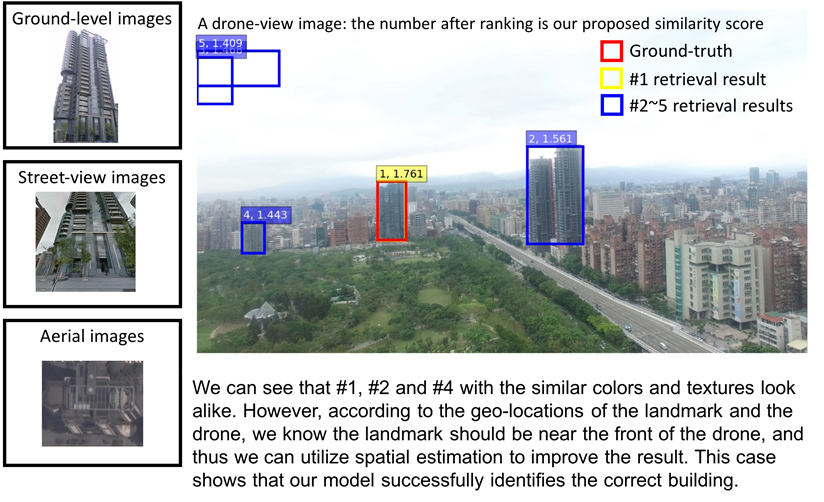 Ground-level images
Street-view images
Aerial images
A drone-view image: the number after ranking is our proposed similarity score
Ground-truth
#1 retrieval result
#2~5 retrieval results
5, 1.409
2, 1.561
1, 1.761
4, 1.443
We can see that #1, #2 and #4 with the similar colors and textures look
alike. However, according to the geo-locations of the landmark and the
drone, we know the landmark should be near the front of the drone, and
thus we can utilize spatial estimation to improve the result. This case
shows that our model successfully identifies the correct building.